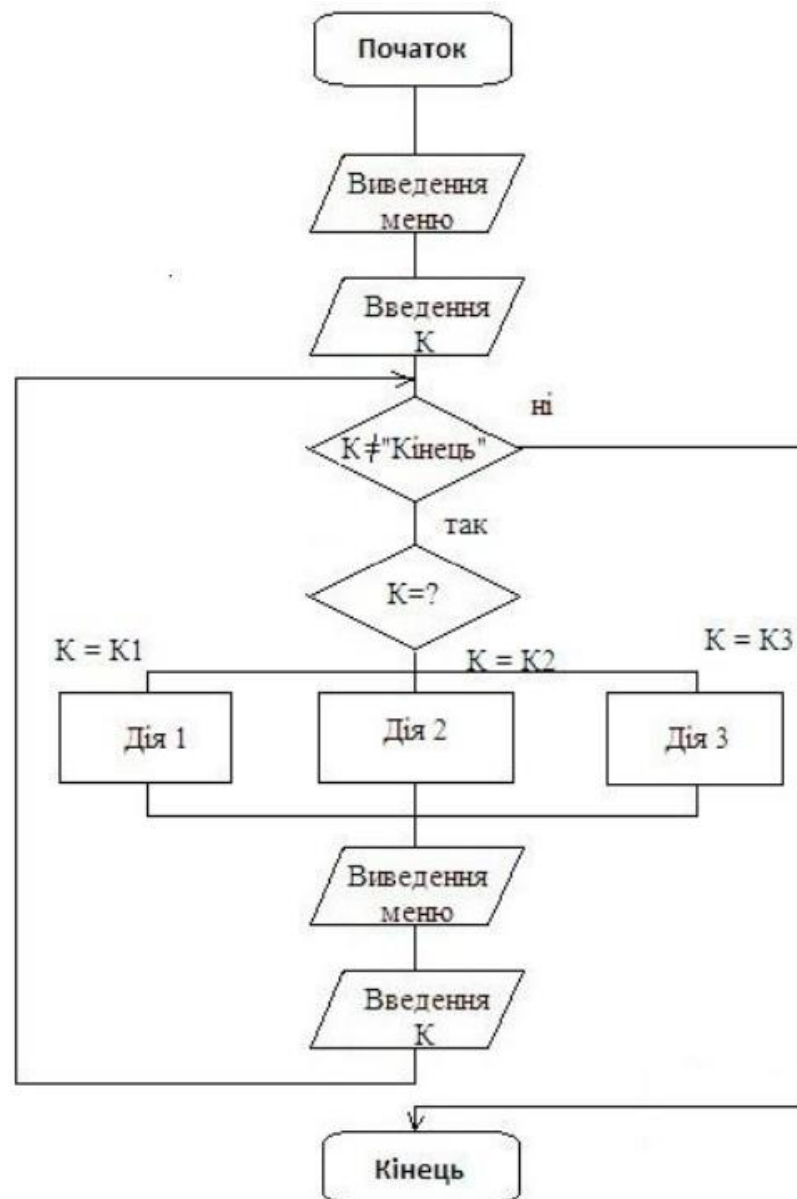 Початок
Виведення
меню
Введення
К
ні
К≠"Кінець"
так
К=?
К = К1
К = К2
К = К3
Дія 1
Дія 2
Дія 3
Виведення
меню
Введення
К
Кінець